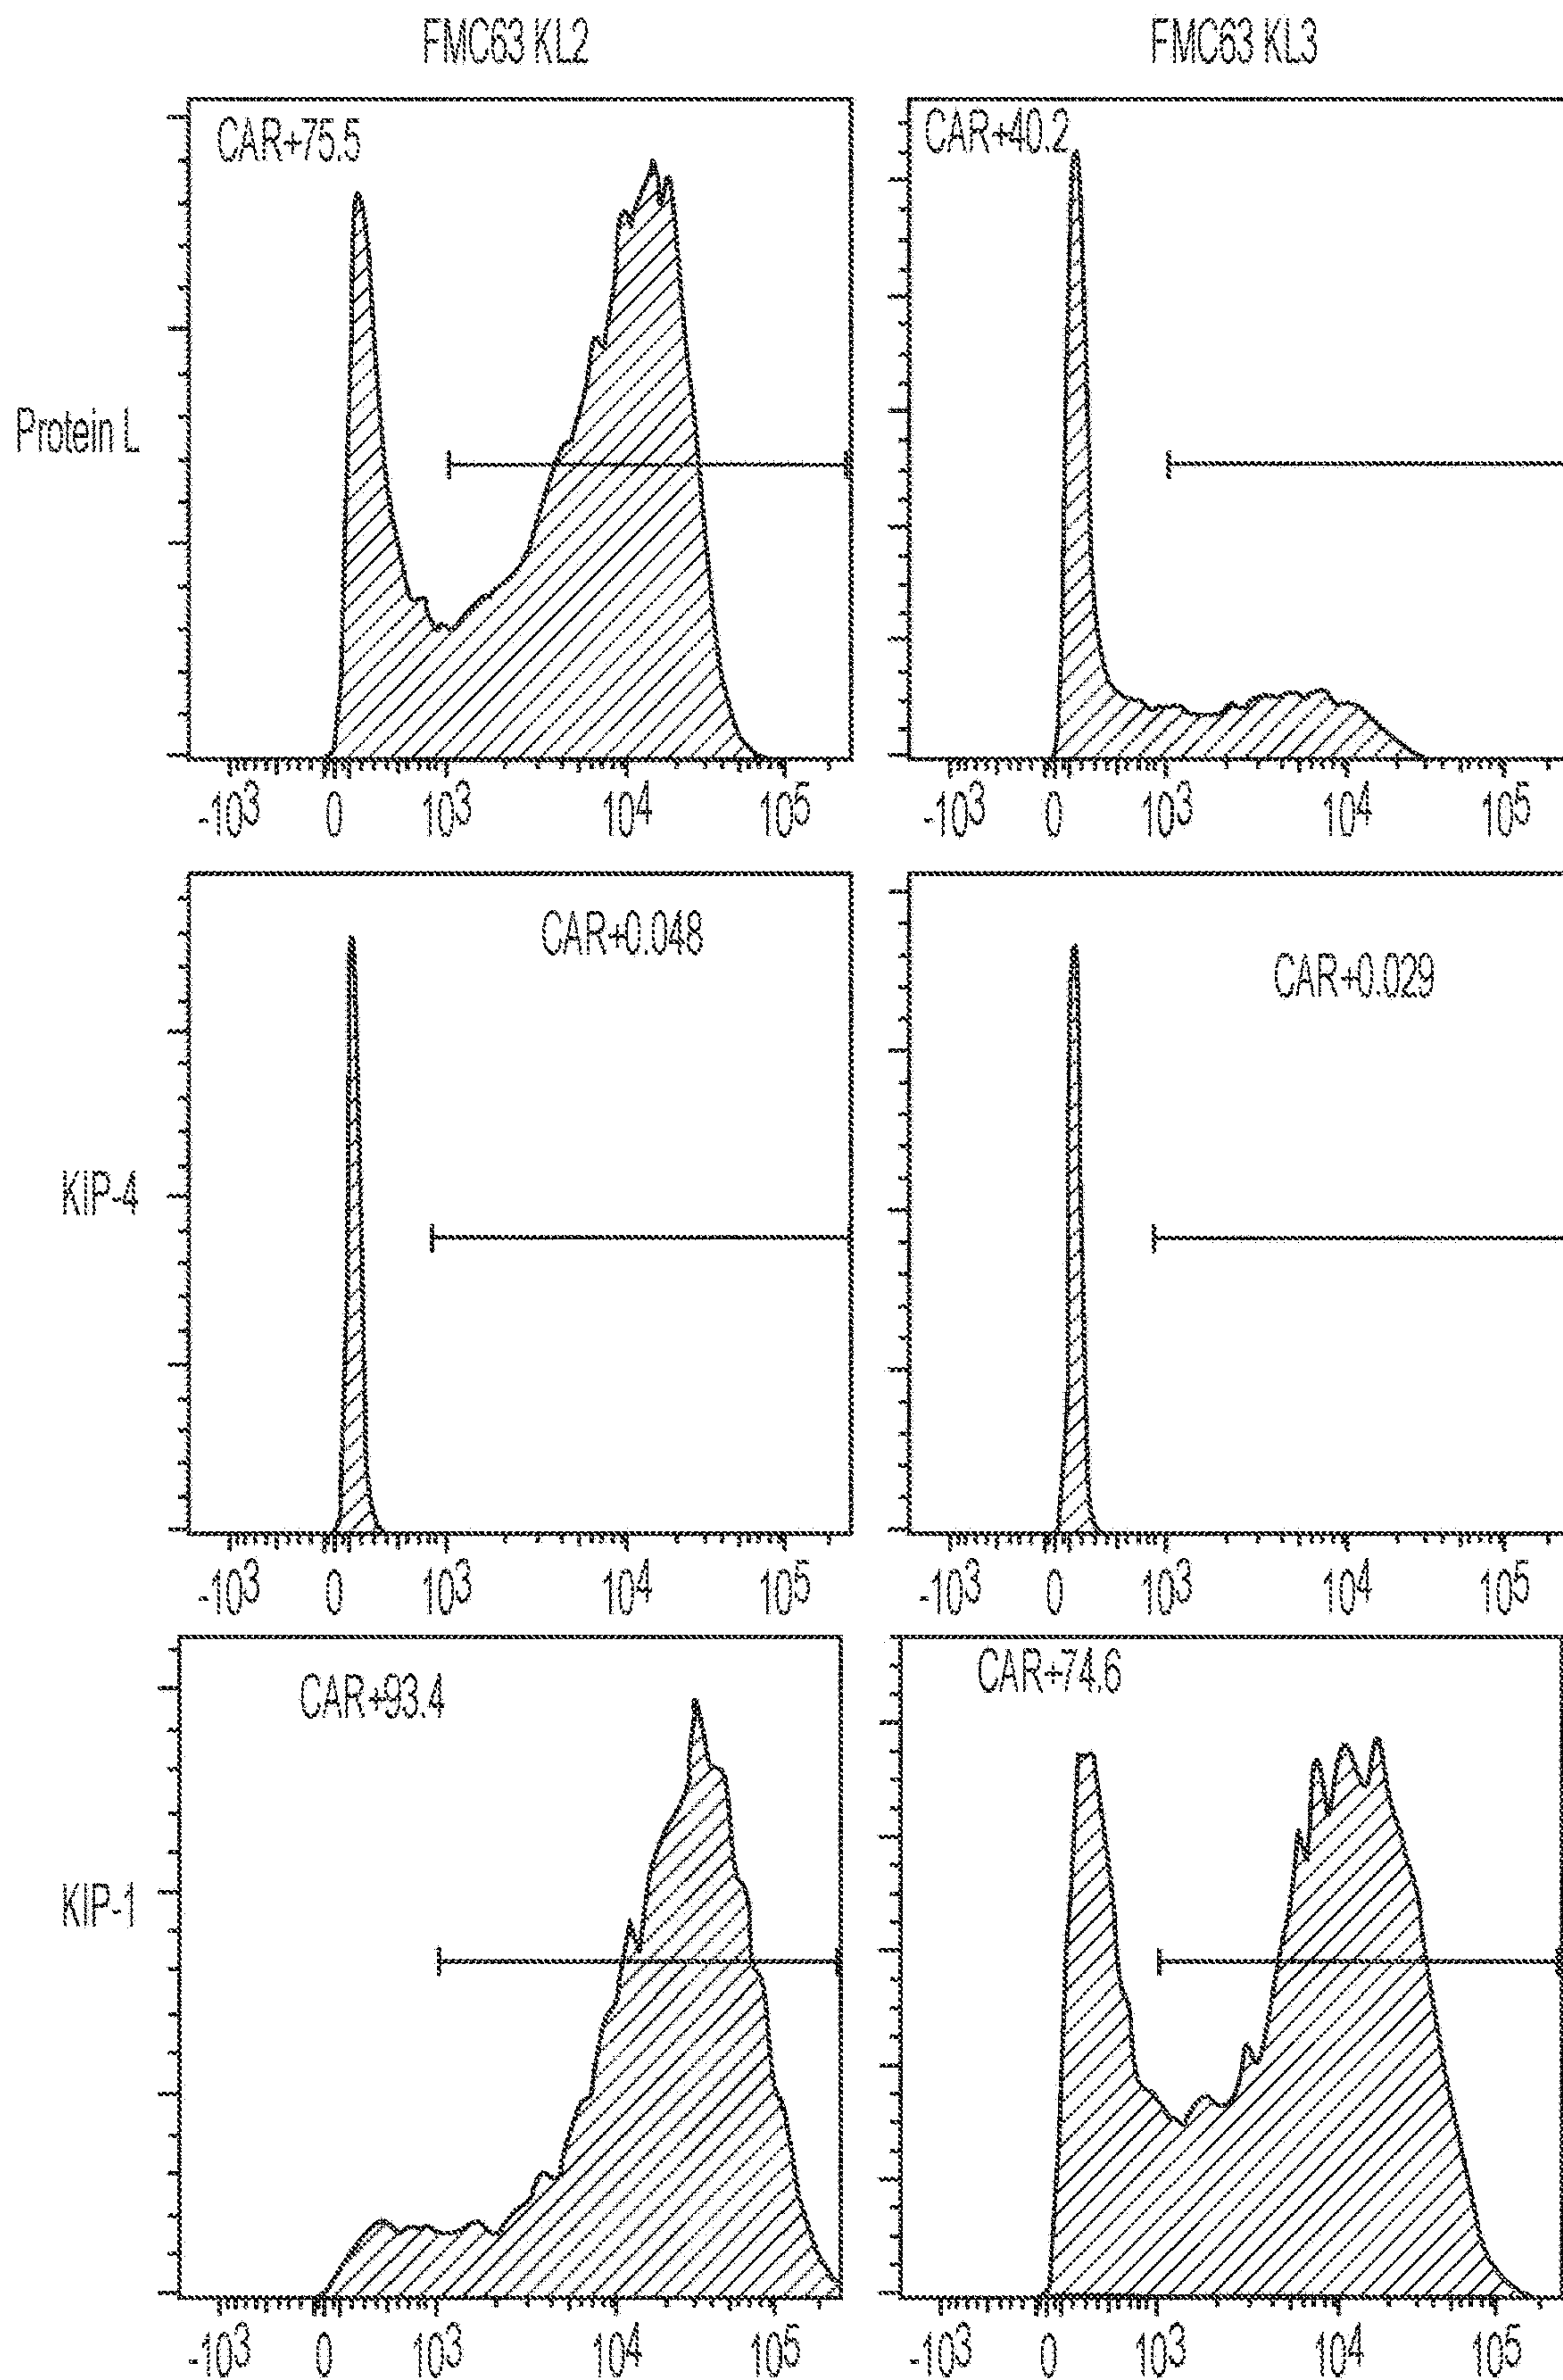 FMC63 KL2
FMC63 KL3
CAR+75.5
CAR+40.2
Protein L
-10³ 0 10³ 10⁴ 10⁵
-10³ 0 10³ 10⁴ 10⁵
CAR+0.048
CAR+0.029
KIP-4
-10³ 0 10³ 10⁴ 10⁵
-10³ 0 10³ 10⁴ 10⁵
CAR+93.4
CAR+74.6
KIP-1
-10³ 0 10³ 10⁴ 10⁵
-10³ 0 10³ 10⁴ 10⁵